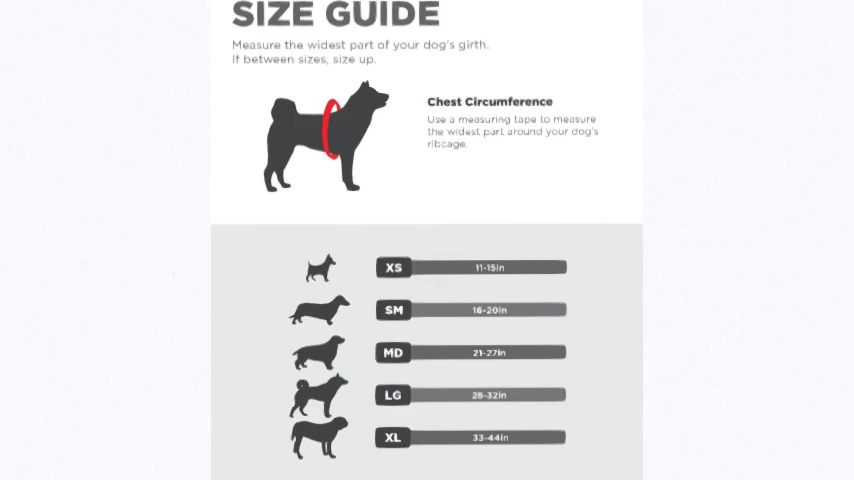 SIZE GUIDE
Measure the widest part of your dog's girth.
If between sizes, size up.
Chest Circumference
Use a measuring tape to measure
the widest part around your dog's
ribcage.
XS 11-15in
SM 16-20in
MD 21-27in
LG 28-32in
XL 33-44in